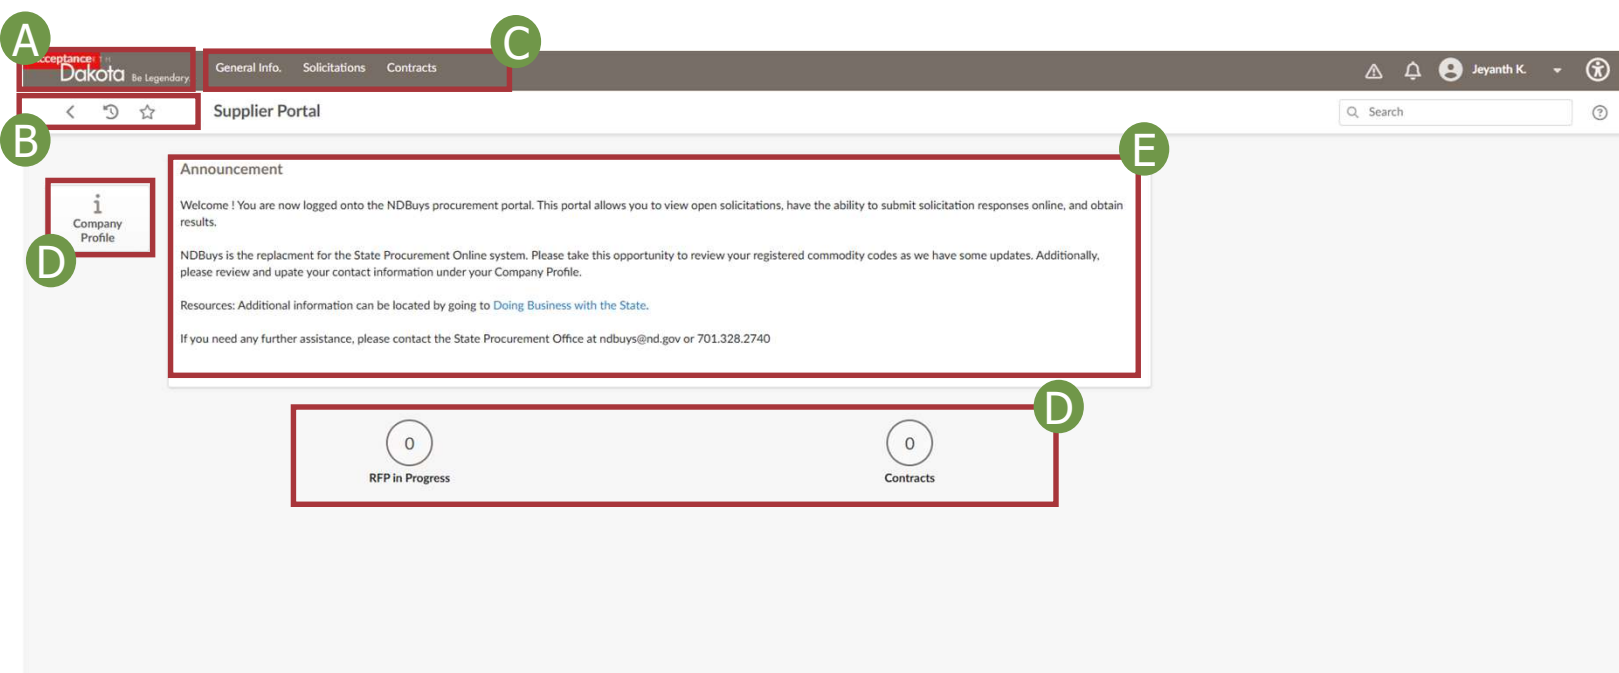 A
C
cceptance T H
Dakota Be Legendary.
General Info. Solicitations Contracts
Jeyanth K.
B
Supplier Portal
Search
E
Announcement
Welcome ! You are now logged onto the NDBuys procurement portal. This portal allows you to view open solicitations, have the ability to submit solicitation responses online, and obtain
results.
i
Company
Profile
D
NDBuys is the replacment for the State Procurement Online system. Please take this opportunity to review your registered commodity codes as we have some updates. Additionally,
please review and upate your contact information under your Company Profile.
Resources: Additional information can be located by going to Doing Business with the State.
If you need any further assistance, please contact the State Procurement Office at ndbuys@nd.gov or 701.328.2740
D
0 0
RFP in Progress Contracts